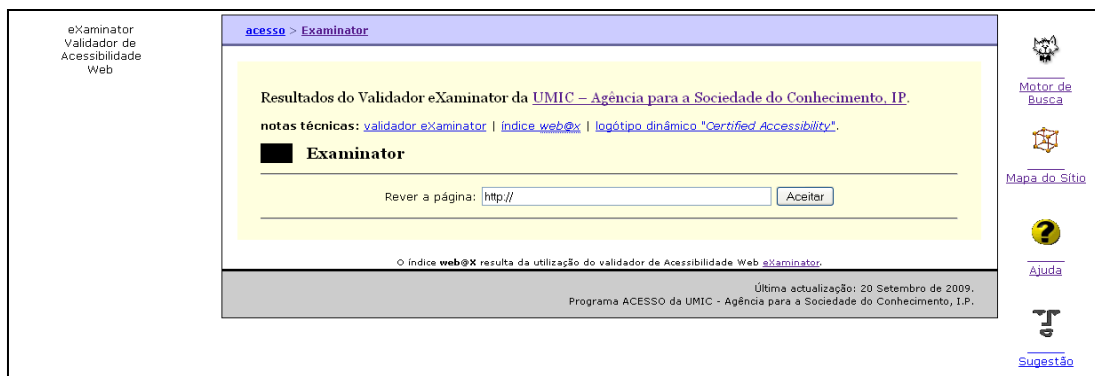 eXaminator
Validador de
Acessibilidade
Web
acesso > Examinator
Resultados do Validador eXaminator da UMIC – Agência para a Sociedade do Conhecimento, IP.
notas técnicas: validador eXaminator | índice web@x | logótipo dinâmico "Certified Accessibility".
Examinator
Rever a página: http:// Aceitar
O índice web@X resulta da utilização do validador de Acessibilidade Web eXaminator.
Última actualização: 20 Setembro de 2009.
Programa ACESSO da UMIC - Agência para a Sociedade do Conhecimento, I.P.
Motor de
Busca
Mapa do Sítio
?
Ajuda
Sugestão